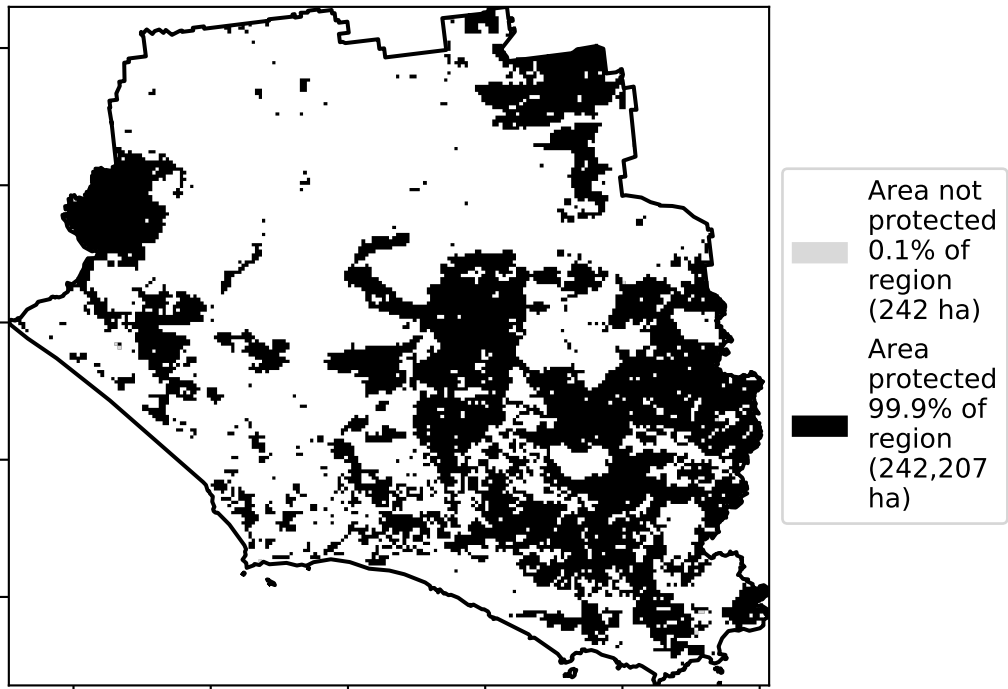 Area not
protected
0.1% of
region
(242 ha)
Area
protected
99.9% of
region
(242,207
ha)